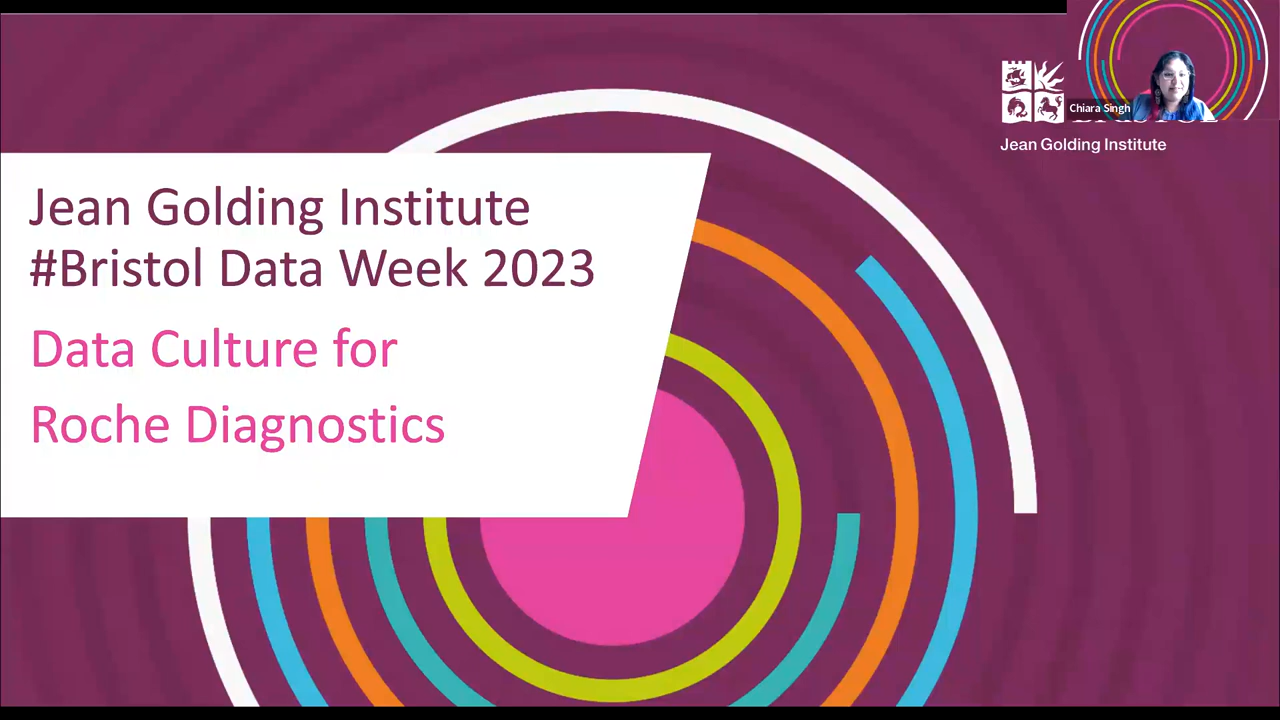 Jean Golding Institute
#Bristol Data Week 2023
Data Culture for
Roche Diagnostics
Chiara Singh
Jean Golding Institute